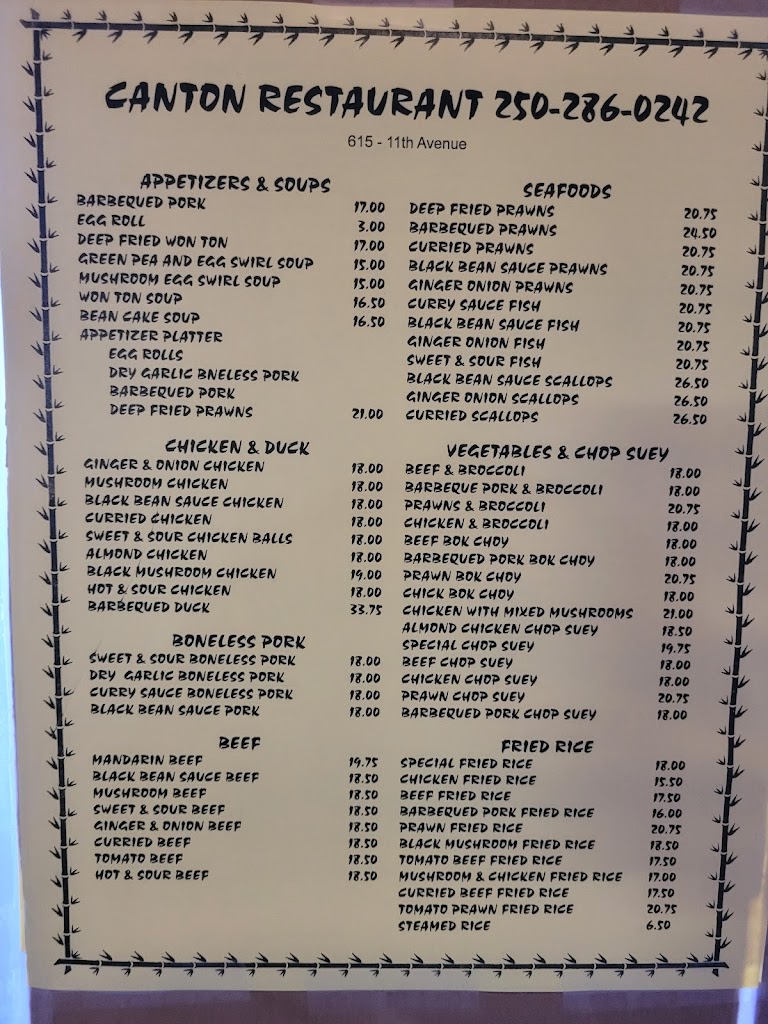 CANTON RESTAURANT 250-286-0242
615 - 11th Avenue
APPETIZERS & SOUPS
BARBEQUED PORK 17.00
EGG ROLL 3.00
DEEP FRIED WON TON 17.00
GREEN PEA AND EGG SWIRL SOUP 15.00
MUSHROOM EGG SWIRL SOUP 15.00
WON TON SOUP 16.50
BEAN CAKE SOUP 16.50
APPETIZER PLATTER
EGG ROLLS
DRY GARLIC BNELESS PORK
BARBEQUED PORK
DEEP FRIED PRAWNS 21.00
CHICKEN & DUCK
GINGER & ONION CHICKEN 18.00
MUSHROOM CHICKEN 18.00
BLACK BEAN SAUCE CHICKEN 18.00
CURRIED CHICKEN 18.00
SWEET & SOUR CHICKEN BALLS 18.00
ALMOND CHICKEN 18.00
BLACK MUSHROOM CHICKEN 19.00
HOT & SOUR CHICKEN 18.00
BARBEQUED DUCK 33.75
BONELESS PORK
SWEET & SOUR BONELESS PORK 18.00
DRY GARLIC BONELESS PORK 18.00
CURRY SAUCE BONELESS PORK 18.00
BLACK BEAN SAUCE PORK 18.00
BEEF
MANDARIN BEEF 19.75
BLACK BEAN SAUCE BEEF 18.50
MUSHROOM BEEF 18.50
SWEET & SOUR BEEF 18.50
GINGER & ONION BEEF 18.50
CURRIED BEEF 18.50
TOMATO BEEF 18.50
HOT & SOUR BEEF 18.50
SEAFOODS
DEEP FRIED PRAWNS 20.75
BARBEQUED PRAWNS 24.50
CURRIED PRAWNS 20.75
BLACK BEAN SAUCE PRAWNS 20.75
GINGER ONION PRAWNS 20.75
CURRY SAUCE FISH 20.75
BLACK BEAN SAUCE FISH 20.75
GINGER ONION FISH 20.75
SWEET & SOUR FISH 20.75
BLACK BEAN SAUCE SCALLOPS 26.50
GINGER ONION SCALLOPS 26.50
CURRIED SCALLOPS 26.50
VEGETABLES & CHOP SUEY
BEEF & BROCCOLI 18.00
BARBEQUE PORK & BROCCOLI 18.00
PRAWNS & BROCCOLI 20.75
CHICKEN & BROCCOLI 18.00
BEEF BOK CHOY 18.00
BARBEQUED PORK BOK CHOY 18.00
PRAWN BOK CHOY 20.75
CHICK BOK CHOY 18.00
CHICKEN WITH MIXED MUSHROOMS 21.00
ALMOND CHICKEN CHOP SUEY 18.50
SPECIAL CHOP SUEY 19.75
BEEF CHOP SUEY 18.00
CHICKEN CHOP SUEY 18.00
PRAWN CHOP SUEY 20.75
BARBEQUED PORK CHOP SUEY 18.00
FRIED RICE
SPECIAL FRIED RICE 18.00
CHICKEN FRIED RICE 15.50
BEEF FRIED RICE 17.50
BARBEQUED PORK FRIED RICE 16.00
PRAWN FRIED RICE 20.75
BLACK MUSHROOM FRIED RICE 18.50
TOMATO BEEF FRIED RICE 17.50
MUSHROOM & CHICKEN FRIED RICE 17.00
CURRIED BEEF FRIED RICE 17.50
TOMATO PRAWN FRIED RICE 20.75
STEAMED RICE 6.50